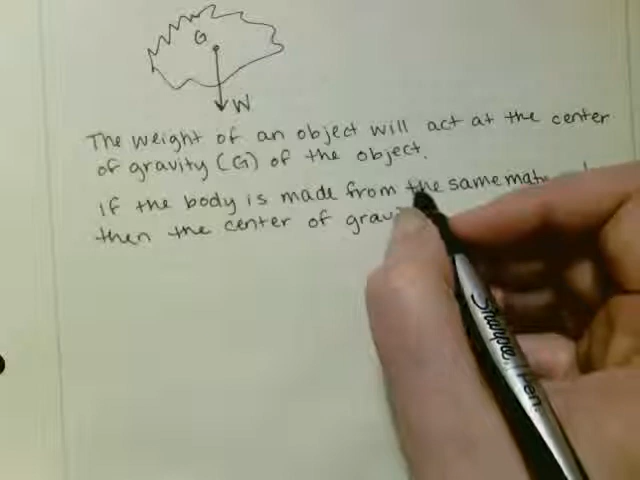 G
W
The weight of an object will act at the center
of gravity (G) of the object.
If the body is made from the same
then the center of
Sharpie Pen.